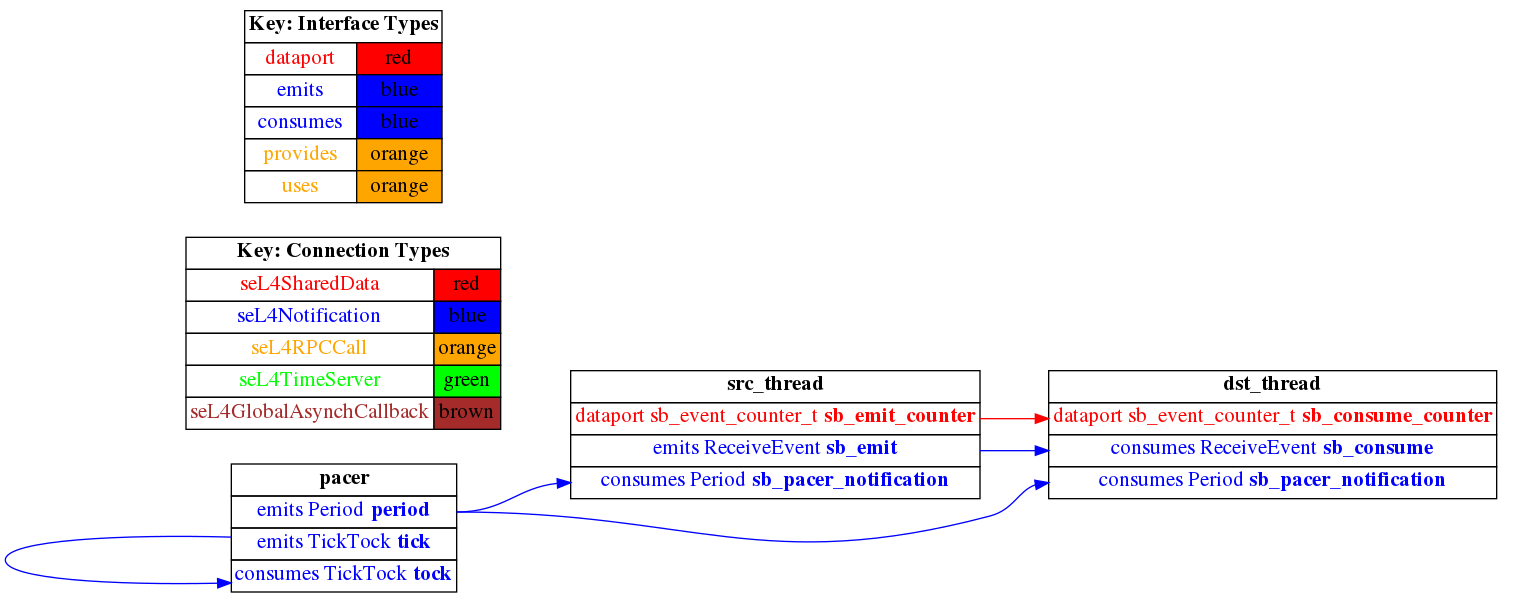 Key: Interface Types
dataport red
emits blue
consumes blue
provides orange
uses orange
Key: Connection Types
seL4SharedData red
seL4Notification blue
seL4RPCCall orange
seL4TimeServer green
seL4GlobalAsynchCallback brown
src_thread
dataport sb_event_counter_t sb_emit_counter
emits ReceiveEvent sb_emit
consumes Period sb_pacer_notification
dst_thread
dataport sb_event_counter_t sb_consume_counter
consumes ReceiveEvent sb_consume
consumes Period sb_pacer_notification
pacer
emits Period period
emits TickTock tick
consumes TickTock tock